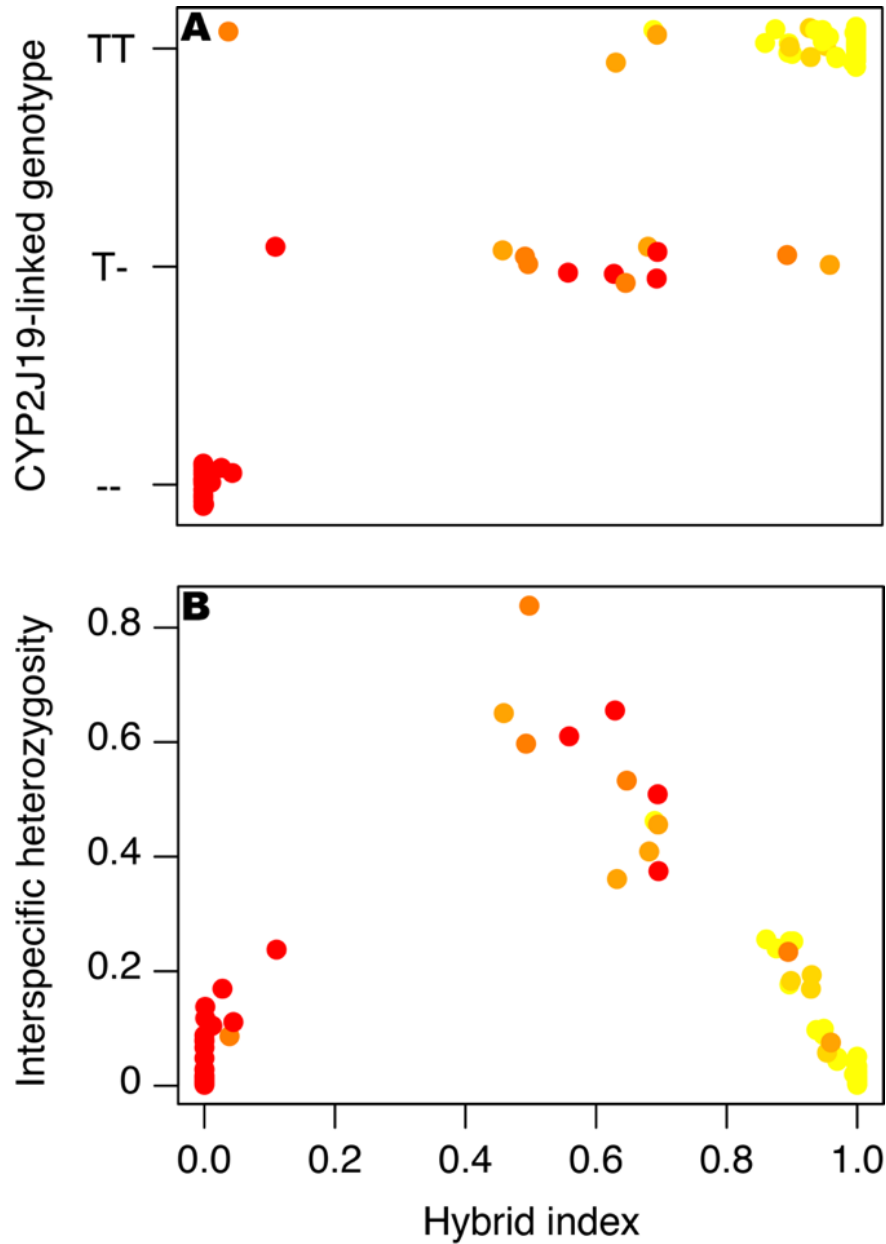 A
CYP2J19-linked genotype
TT
T-
--
B
Interspecific heterozygosity
0.8
0.6
0.4
0.2
0
0.0 0.2 0.4 0.6 0.8 1.0
Hybrid index